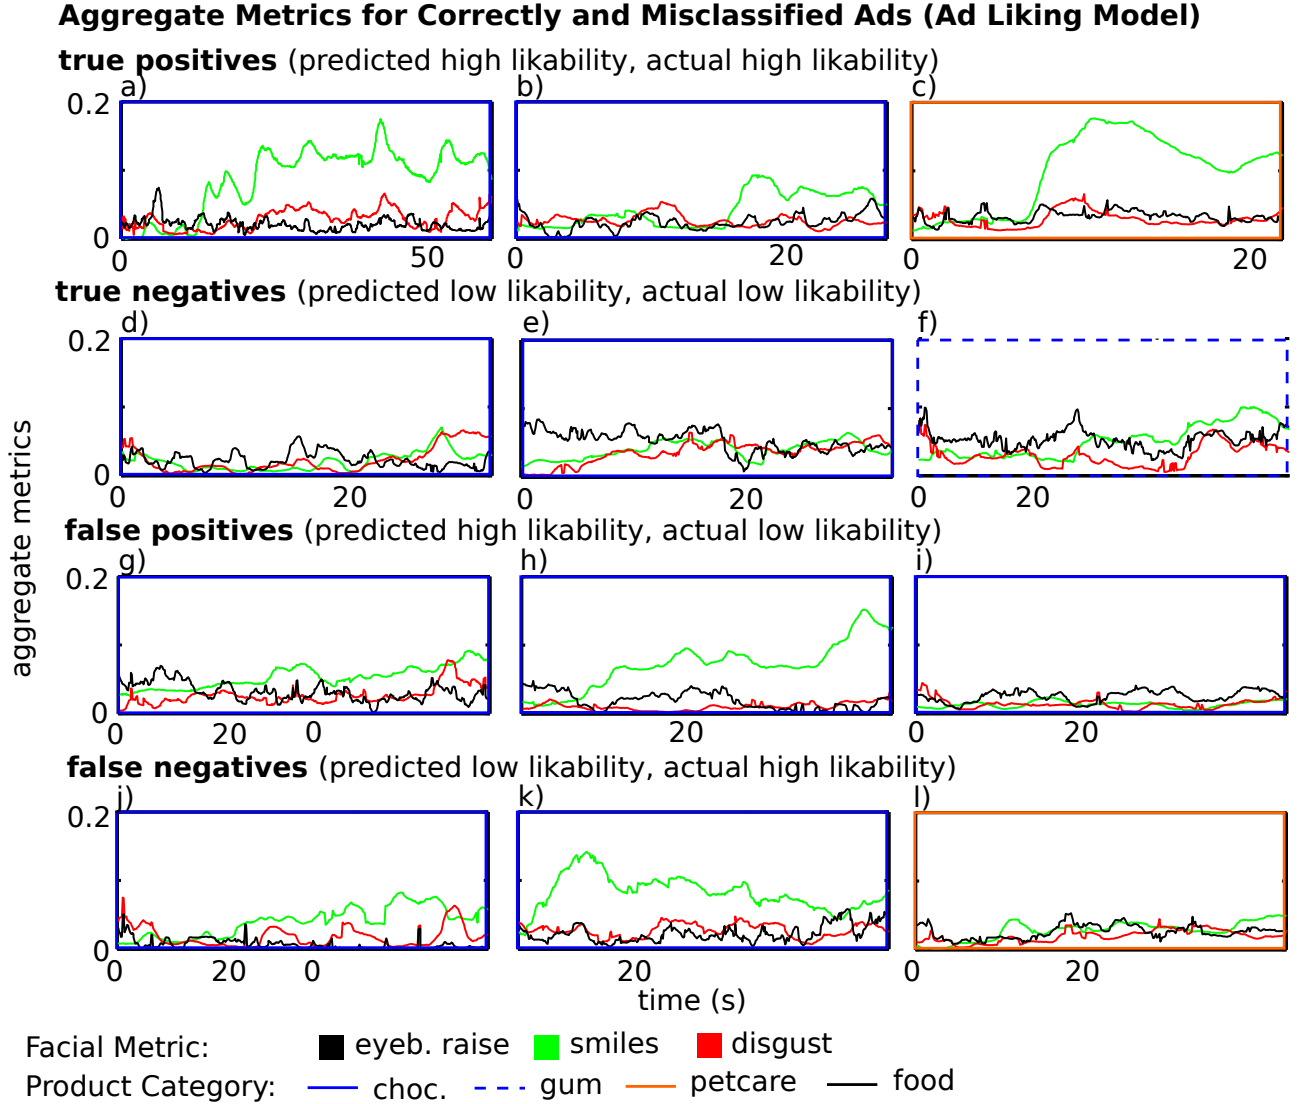 Aggregate Metrics for Correctly and Misclassified Ads (Ad Liking Model)
true positives (predicted high likability, actual high likability)
a) b) c)
0.2
0
0 50 0 20 0 20
true negatives (predicted low likability, actual low likability)
d) e) f)
0.2
0
0 20 0 20 0 20
aggregate metrics
false positives (predicted high likability, actual low likability)
g) h) i)
0.2
0
0 20 0 20 0 20
false negatives (predicted low likability, actual high likability)
j) k) l)
0.2
0
0 20 0 20 0 20
time (s)
Facial Metric: eyeb. raise smiles disgust
Product Category: choc. gum petcare food